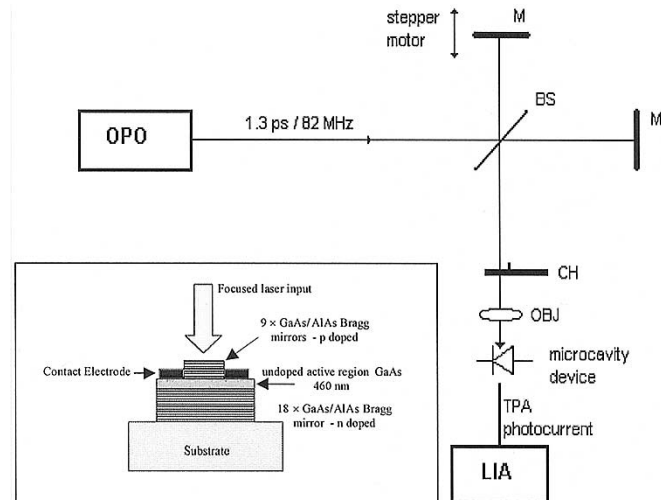 stepper
motor
M
BS
M
OPO
1.3 ps / 82 MHz
CH
OBJ
microcavity
device
TPA
photocurrent
LIA
Focused laser input
9 × GaAs/AlAs Bragg
mirrors - p doped
Contact Electrode
undoped active region GaAs
460 nm
18 × GaAs/AlAs Bragg
mirror - n doped
Substrate